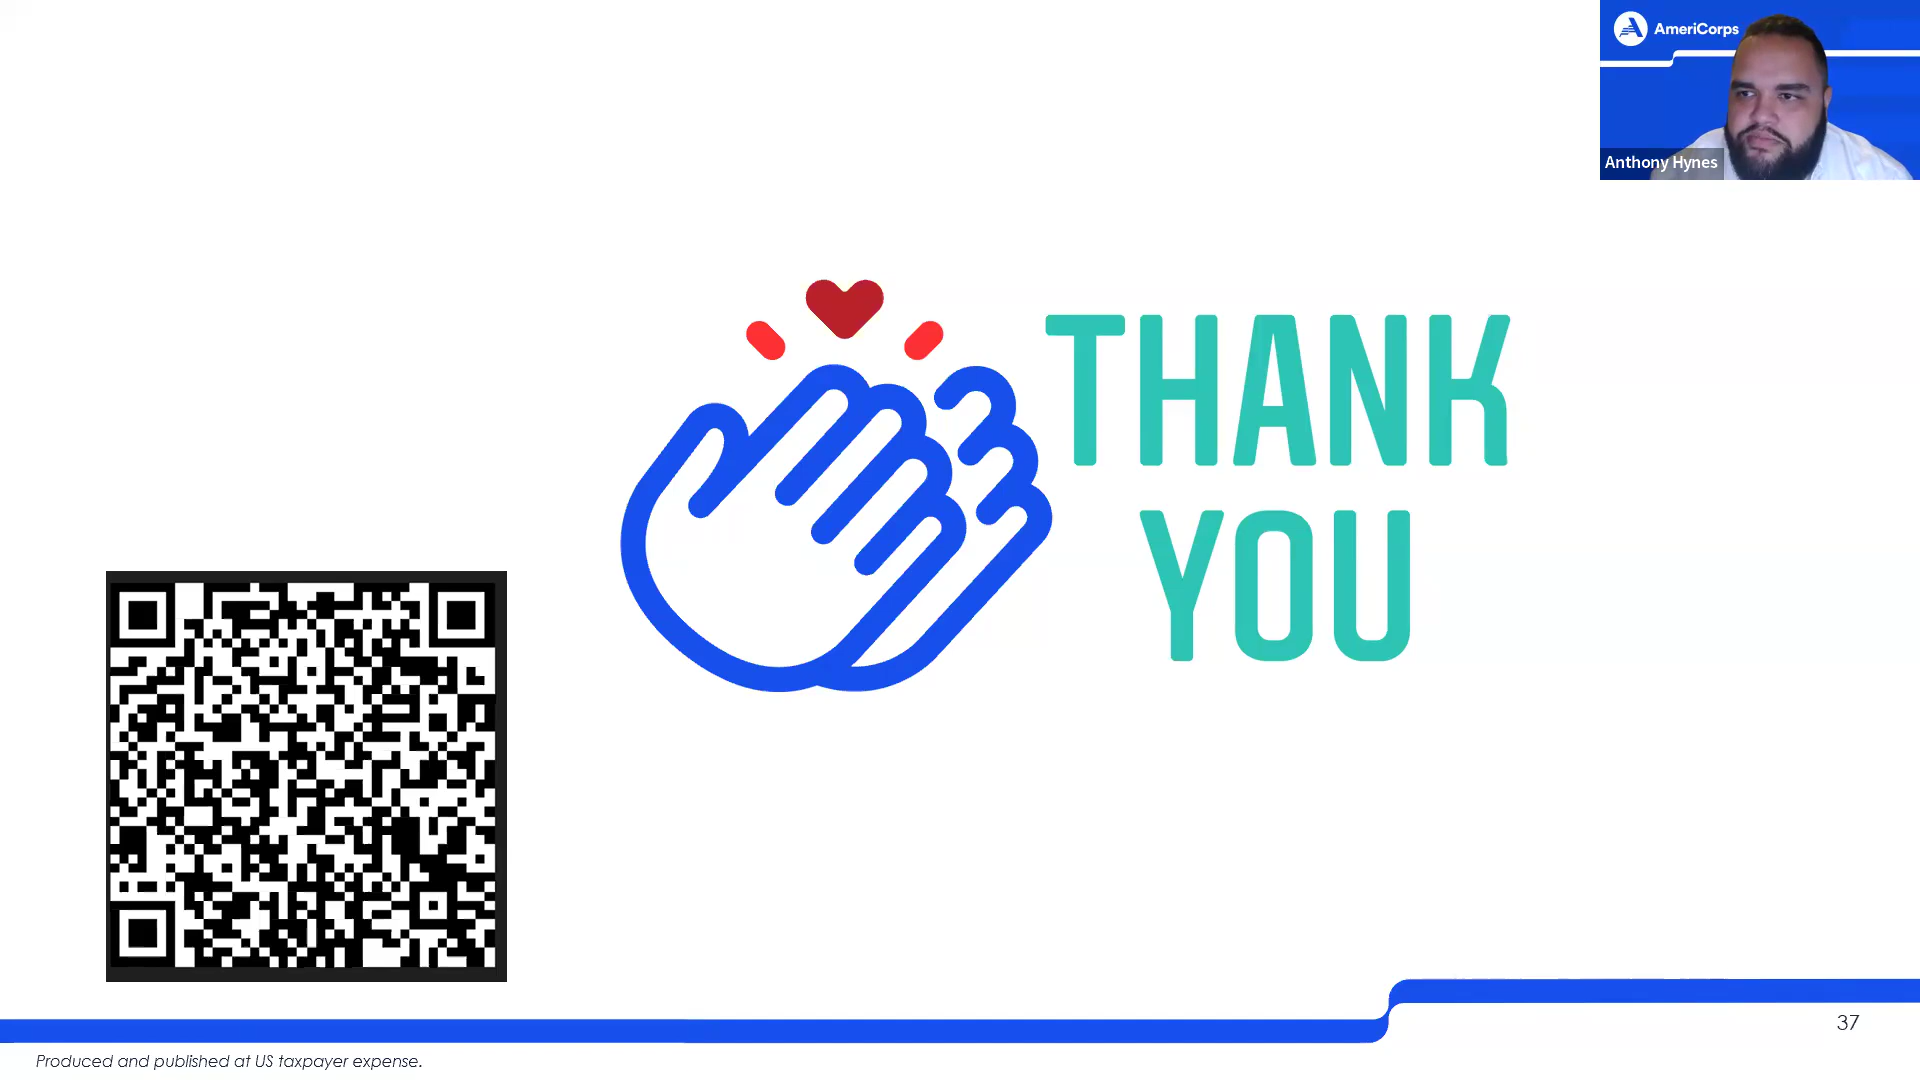 AmeriCorps
Anthony Hynes
THANK
YOU
37
Produced and published at US taxpayer expense.